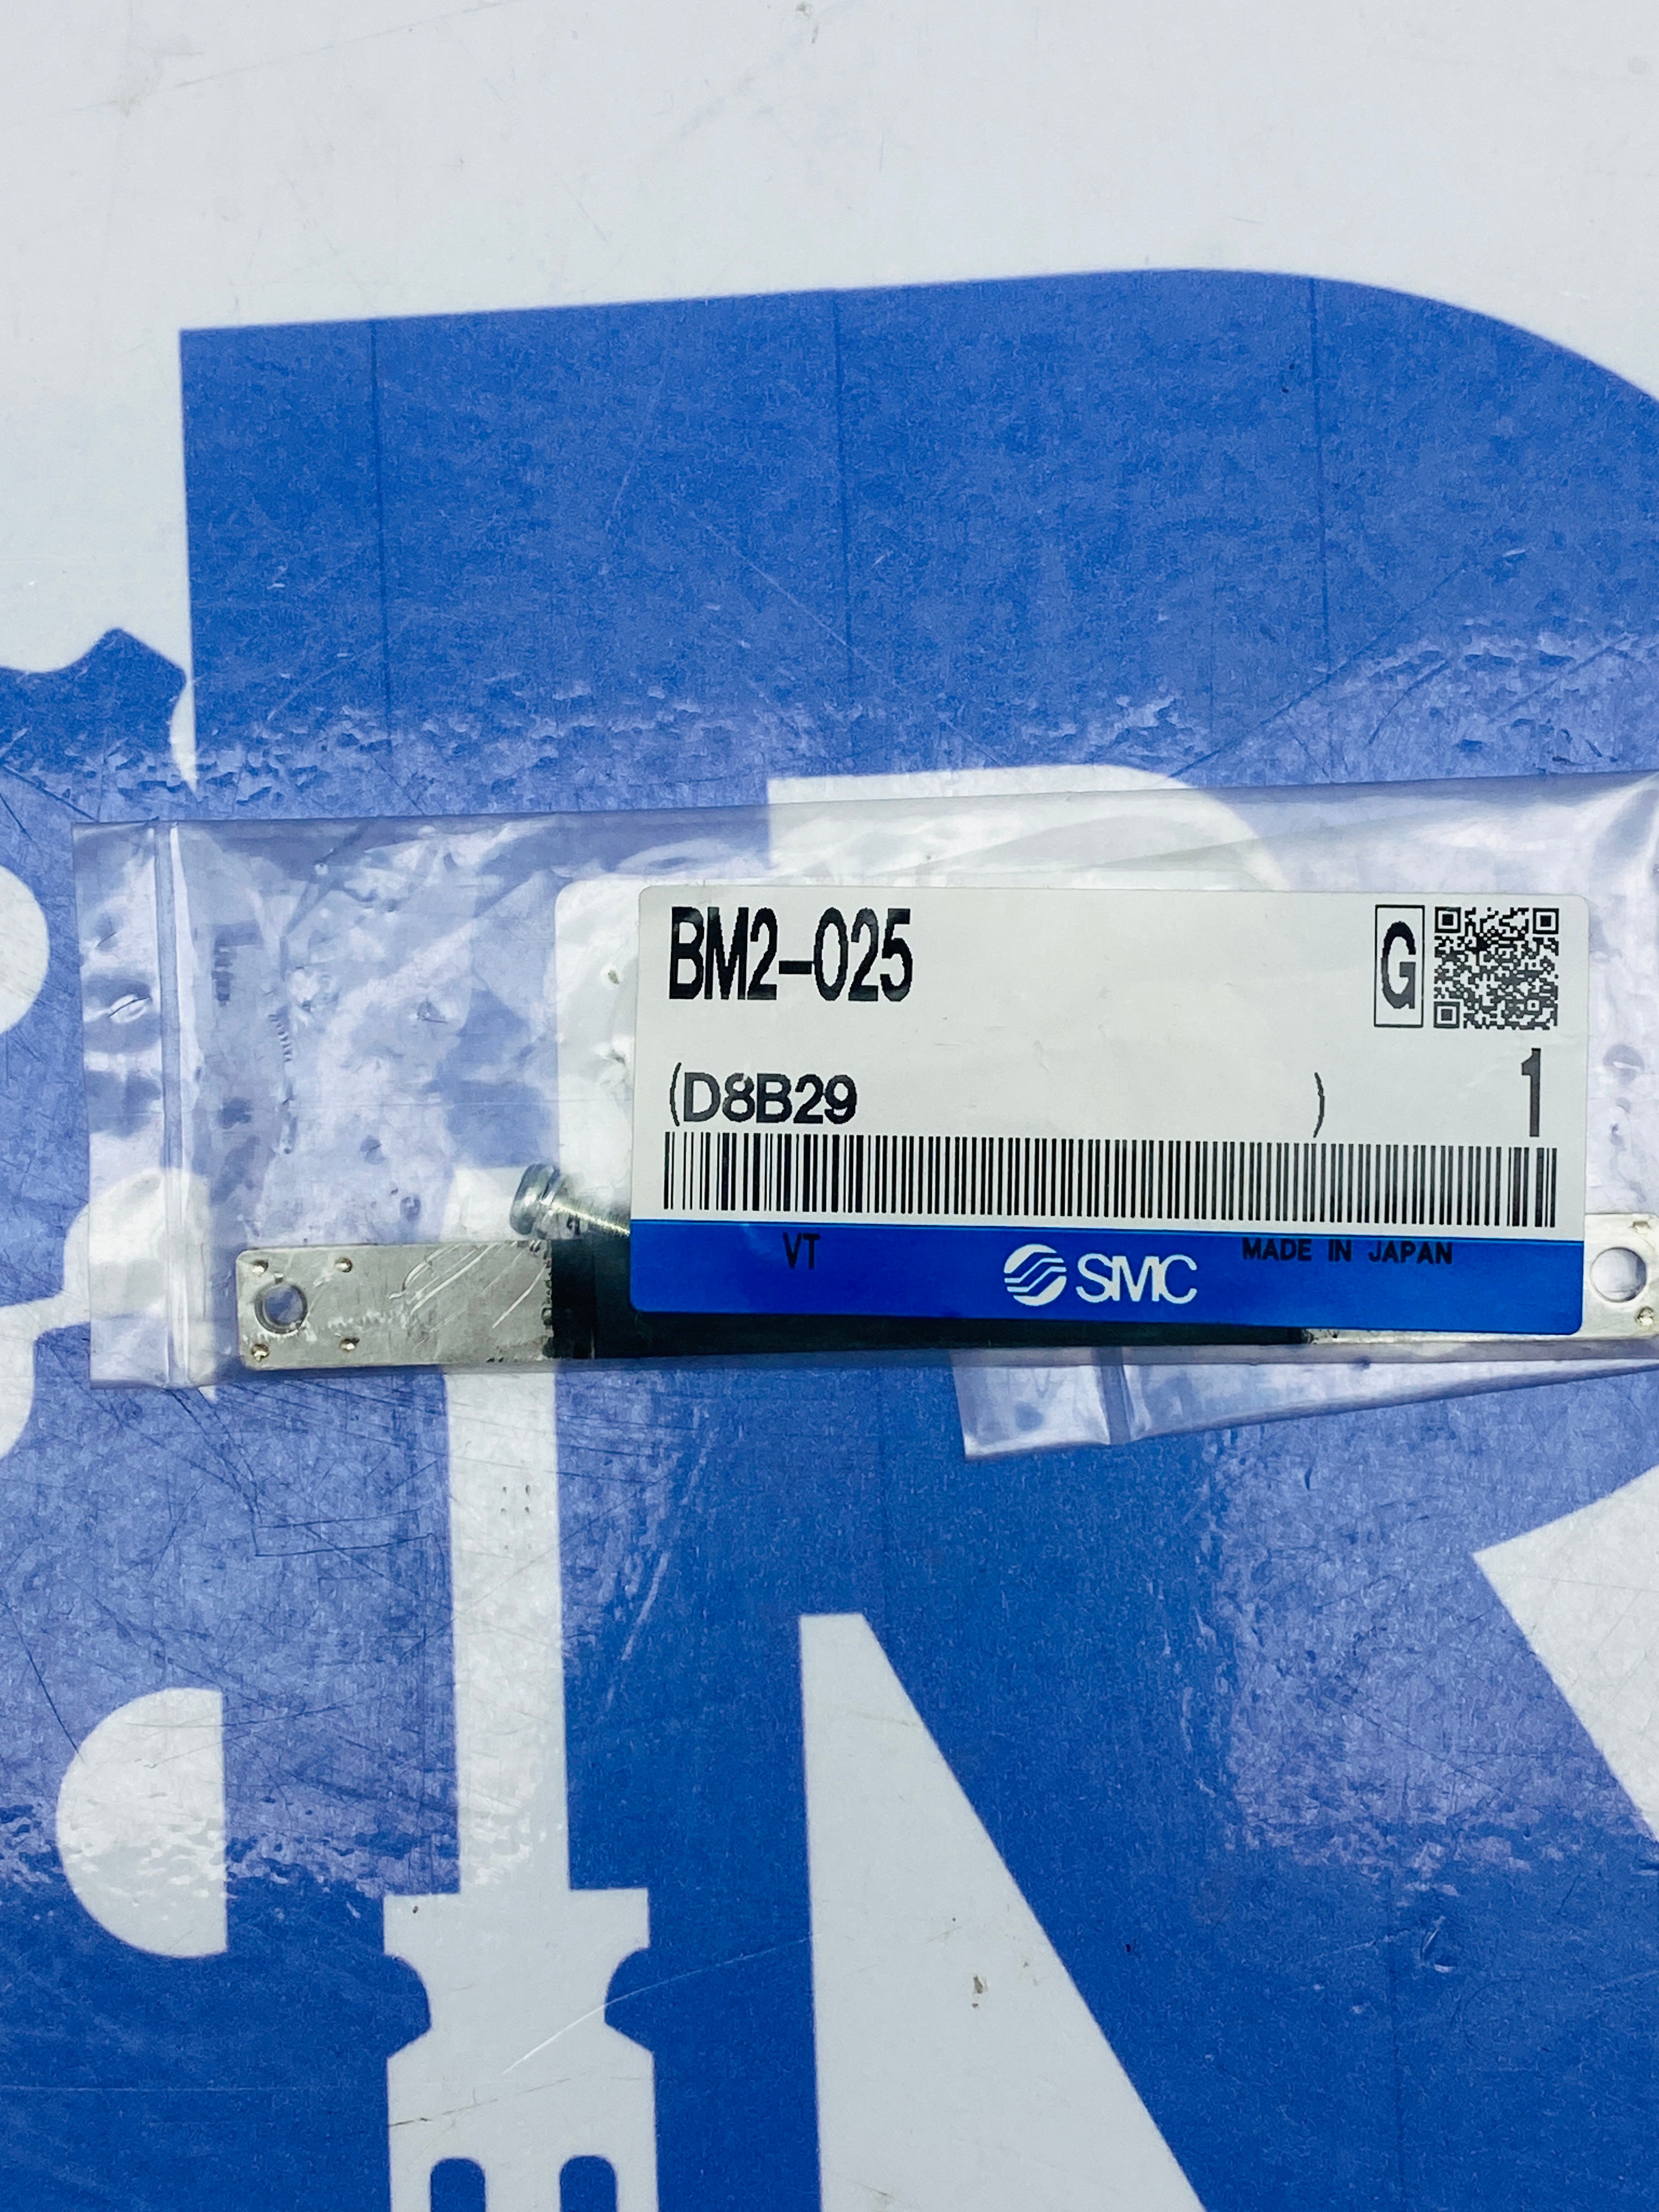 BM2-025
G
(D8B29 )
1
VT
SMC
MADE IN JAPAN